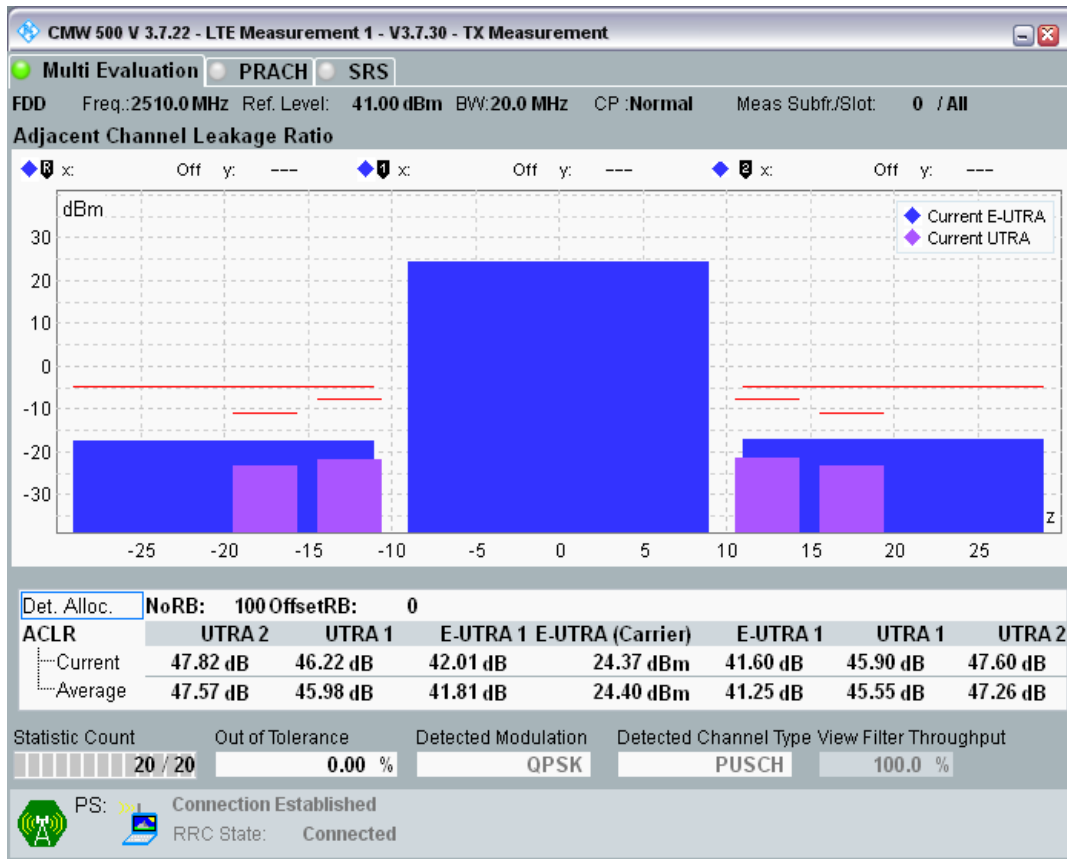 CMW 500 V 3.7.22 - LTE Measurement 1 - V3.7.30 - TX Measurement
Multi Evaluation PRACH SRS
FDD Freq.:2510.0 MHz Ref. Level: 41.00 dBm BW:20.0 MHz CP :Normal Meas Subfr./Slot: 0 / All
Adjacent Channel Leakage Ratio
R x: Off y: --- 1 x: Off y: --- 2 x: Off y: ---
dBm
Current E-UTRA
Current UTRA
30
20
10
0
-10
-20
-30
z
-25 -20 -15 -10 -5 0 5 10 15 20 25
Det. Alloc. NoRB: 100 OffsetRB: 0
ACLR UTRA 2 UTRA 1 E-UTRA 1 E-UTRA (Carrier) E-UTRA 1 UTRA 1 UTRA 2
Current 47.82 dB 46.22 dB 42.01 dB 24.37 dBm 41.60 dB 45.90 dB 47.60 dB
Average 47.57 dB 45.98 dB 41.81 dB 24.40 dBm 41.25 dB 45.55 dB 47.26 dB
Statistic Count Out of Tolerance Detected Modulation Detected Channel Type View Filter Throughput
20 / 20 0.00 % QPSK PUSCH 100.0 %
PS: Connection Established
RRC State: Connected